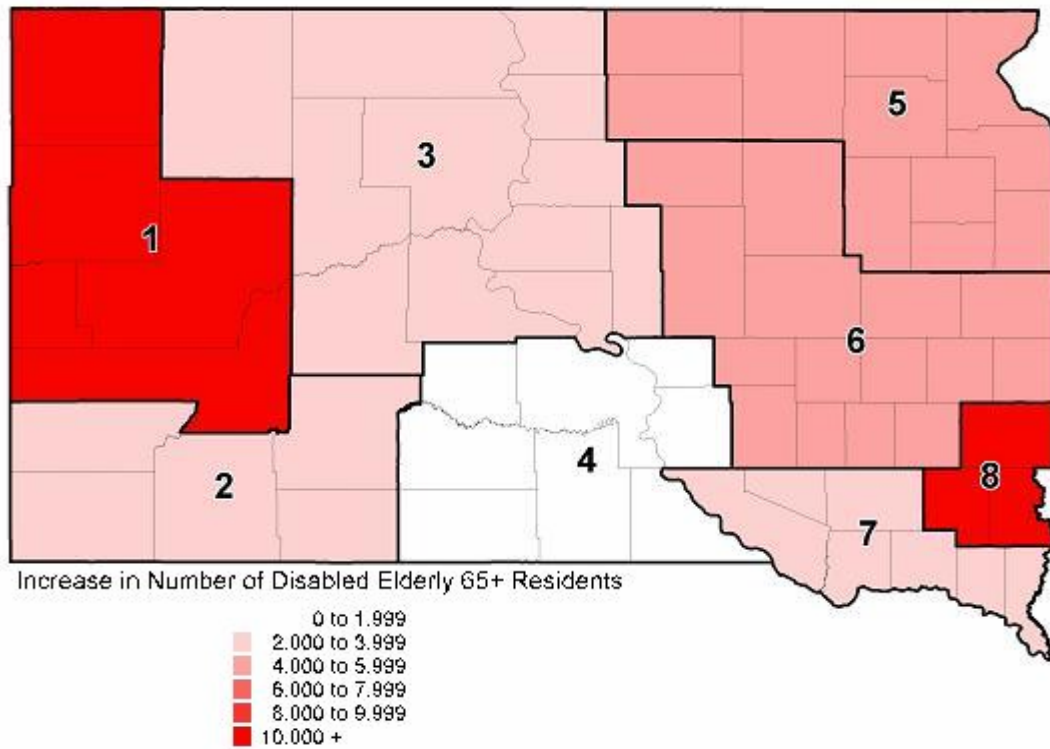 5
3
1
6
8
4
2
7
Increase in Number of Disabled Elderly 65+ Residents
0 to 1.999
2.000 to 3.999
4.000 to 5.999
6.000 to 7.999
8.000 to 9.999
10.000 +